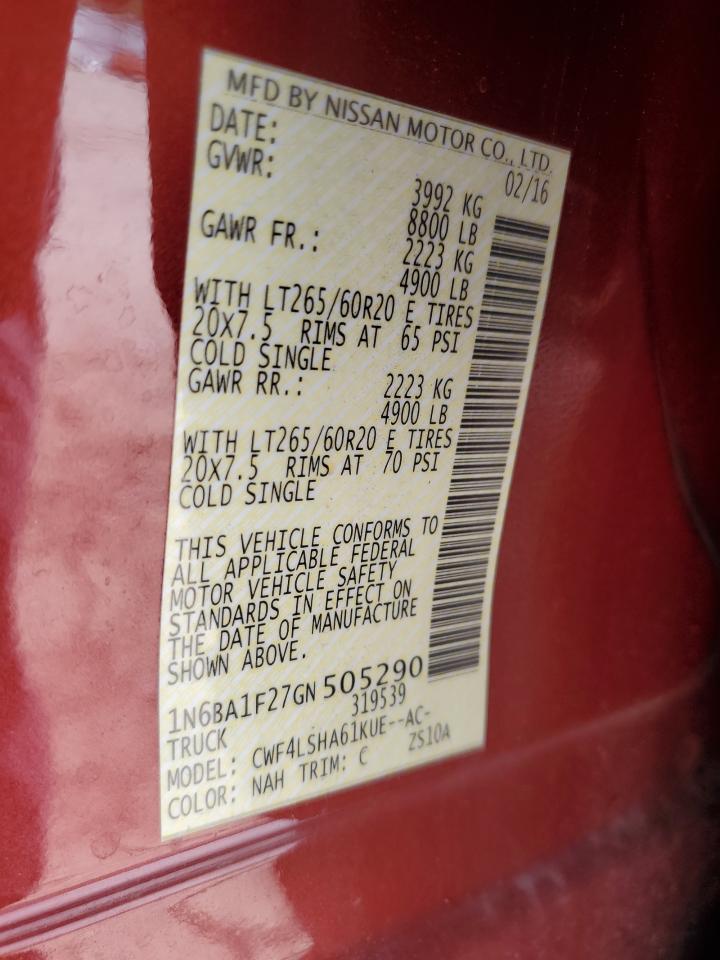 MFD BY NISSAN MOTOR CO., LTD.
DATE: 02/16
GVWR: 3992 KG
8800 LB
GAWR FR.: 2223 KG
4900 LB
WITH LT265/60R20 E TIRES
20X7.5 RIMS AT 65 PSI
COLD SINGLE
GAWR RR.: 2223 KG
4900 LB
WITH LT265/60R20 E TIRES
20X7.5 RIMS AT 70 PSI
COLD SINGLE
THIS VEHICLE CONFORMS TO
ALL APPLICABLE FEDERAL
MOTOR VEHICLE SAFETY
STANDARDS IN EFFECT ON
THE DATE OF MANUFACTURE
SHOWN ABOVE.
1N6BA1F27GN505290
TRUCK 319539
MODEL: CWF4LSHA61KUE--AC-
COLOR: NAH TRIM: C ZS10A